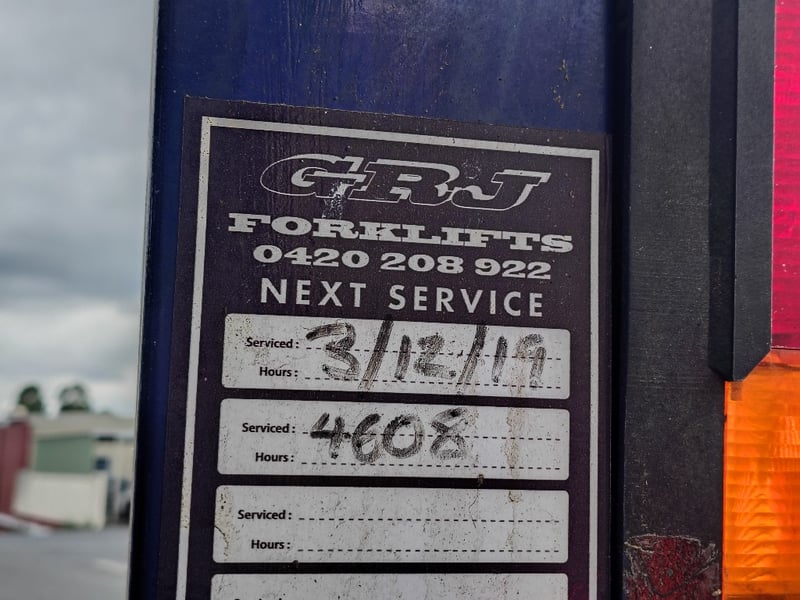 GRJ
FORKLIFTS
0420 208 922
NEXT SERVICE
Serviced : 3/12/19
Hours :
Serviced : 4608
Hours :
Serviced :
Hours :